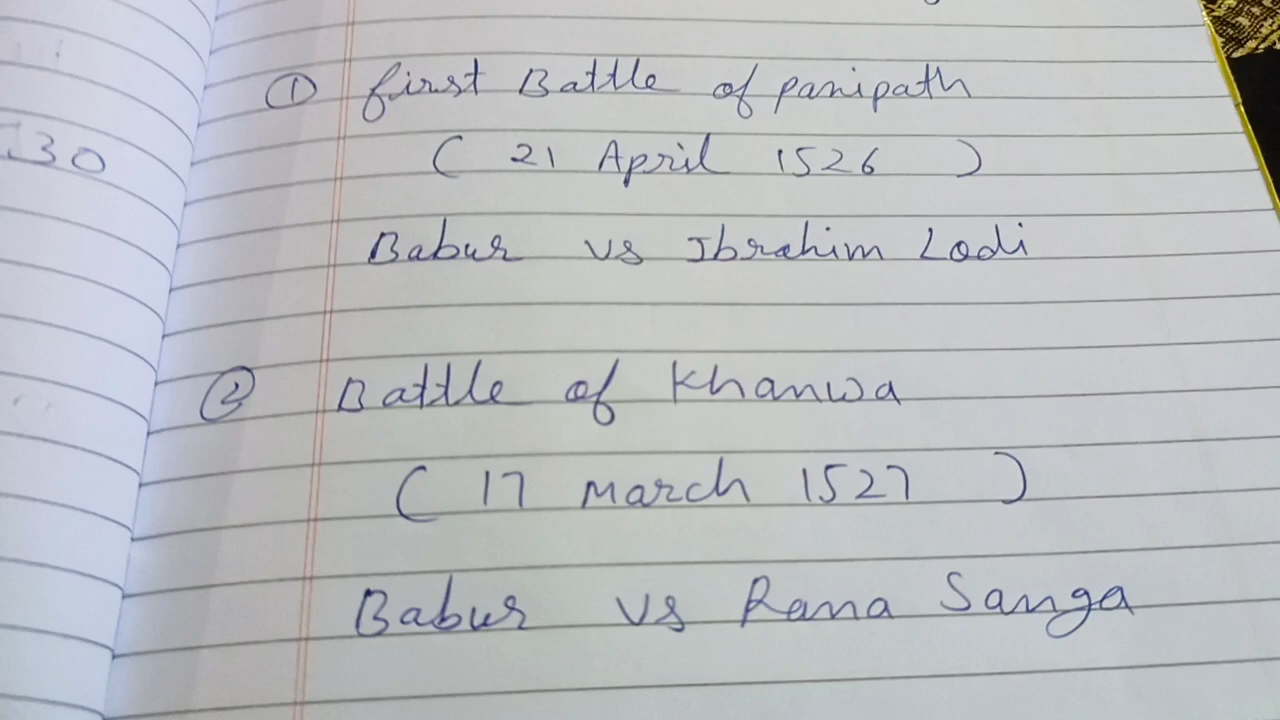 ① first Battle of panipath
( 21 April 1526 )
Babur vs Ibrahim Lodi
② Battle of Khanwa
( 17 March 1527 )
Babur vs Rana Sanga